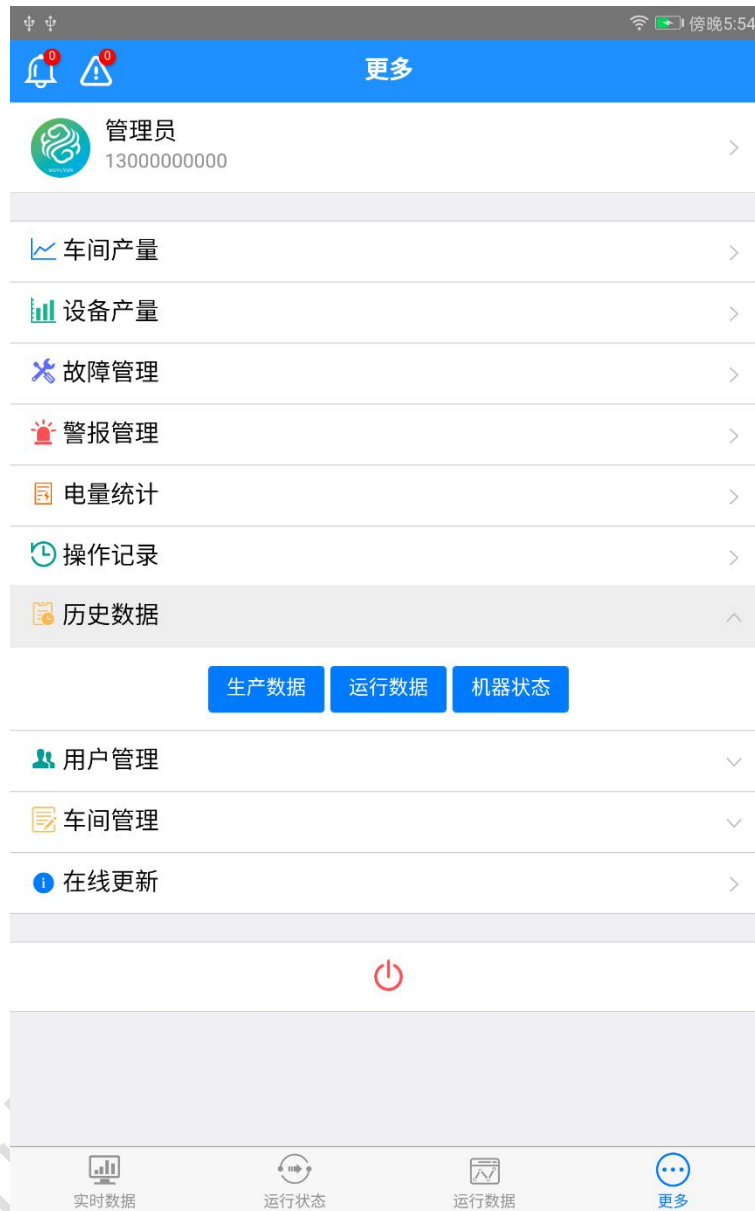 傍晚5:54
0
0
更多
管理员
13000000000
车间产量
设备产量
故障管理
警报管理
电量统计
操作记录
历史数据
生产数据 运行数据 机器状态
用户管理
车间管理
在线更新
实时数据 运行状态 运行数据 更多